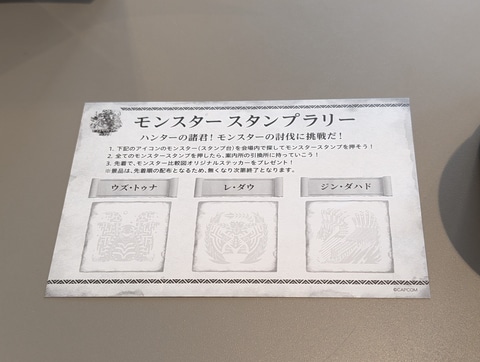 モンスター スタンプラリー
ハンターの諸君！モンスターの討伐に挑戦だ！
1. 下記のアイコンのモンスター(スタンプ台)を会場内で探してモンスタースタンプを押そう！
2. 全てのモンスタースタンプを押したら、案内所の引換所に持っていこう！
3. 先着で、モンスター比較図オリジナルステッカーをプレゼント！
※景品は、先着順の配布となるため、無くなり次第終了となります。
ウズ・トゥナ
レ・ダウ
ジン・ダハド
©CAPCOM